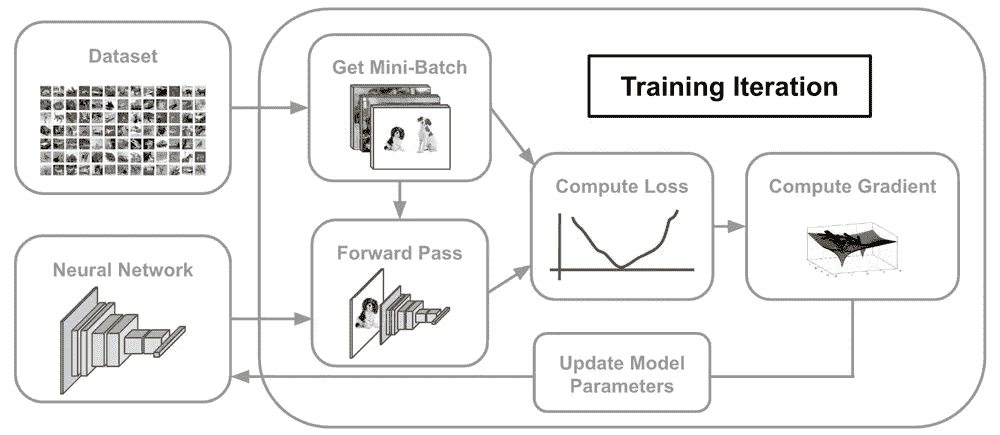 Dataset
Get Mini-Batch
Training Iteration
Compute Loss
Compute Gradient
Neural Network
Forward Pass
Update Model
Parameters